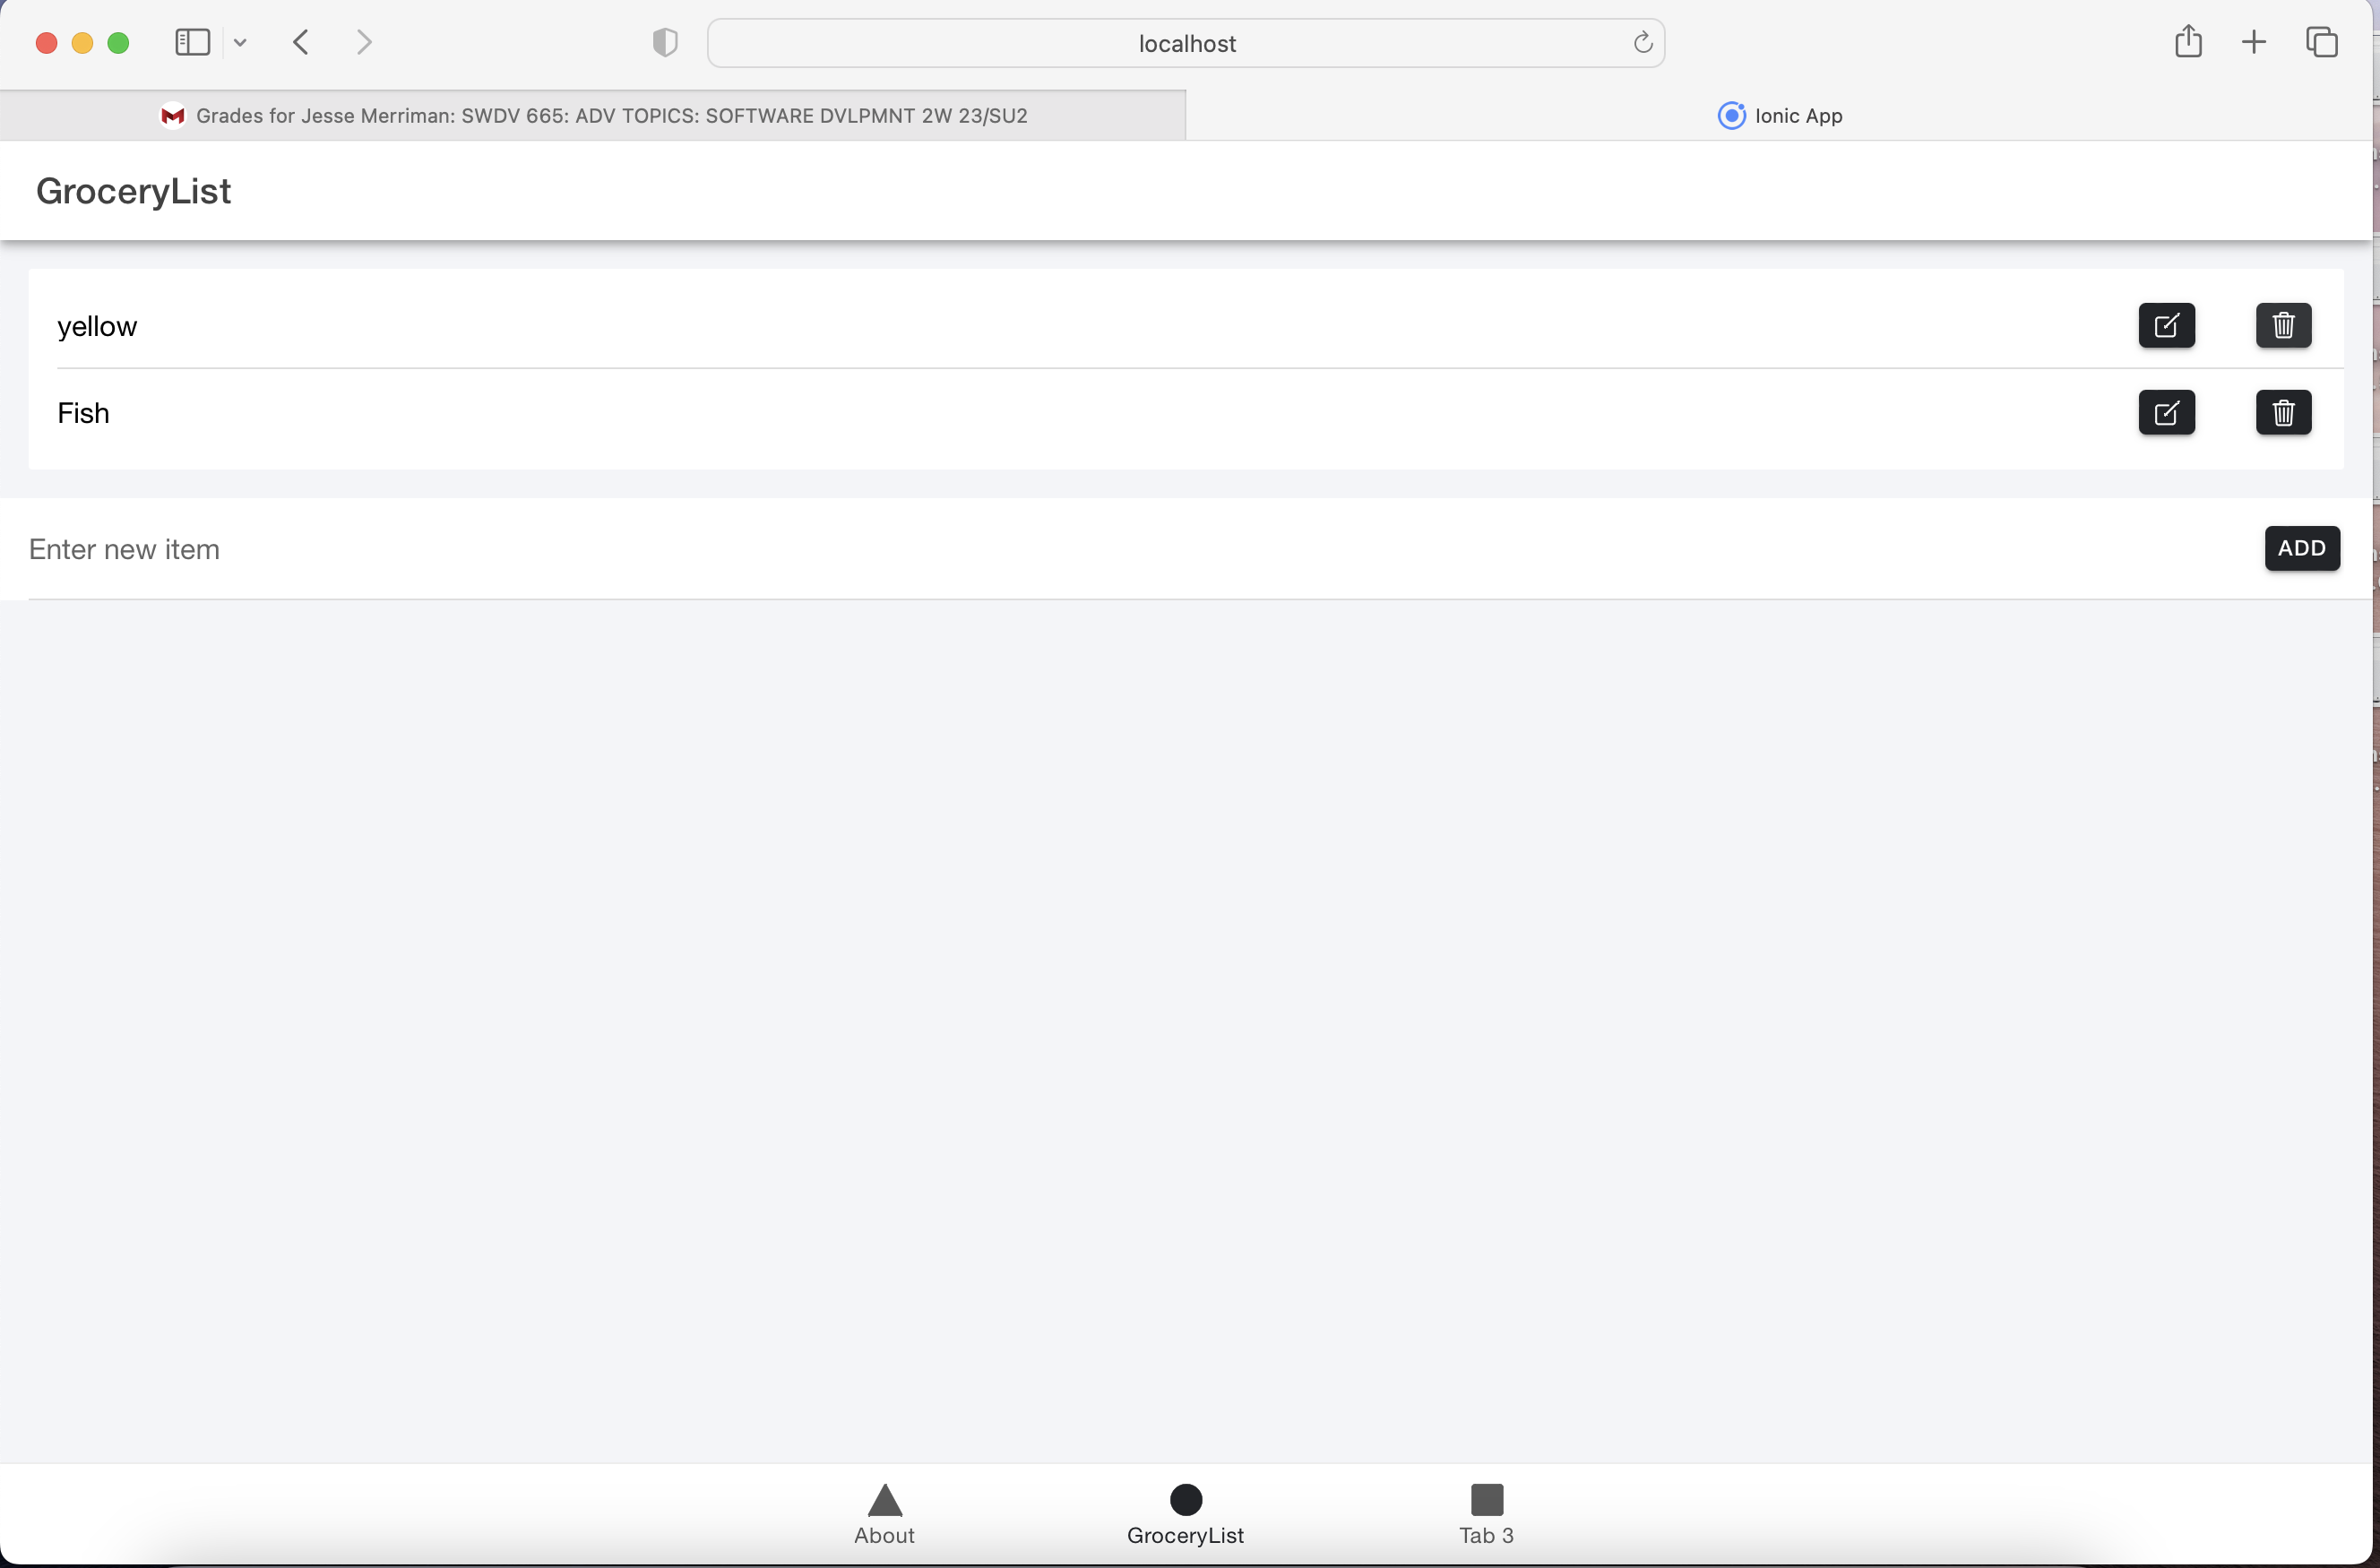 localhost
Grades for Jesse Merriman: SWDV 665: ADV TOPICS: SOFTWARE DVLPMNT 2W 23/SU2
Ionic App
GroceryList
yellow
Fish
Enter new item
ADD
About
GroceryList
Tab 3